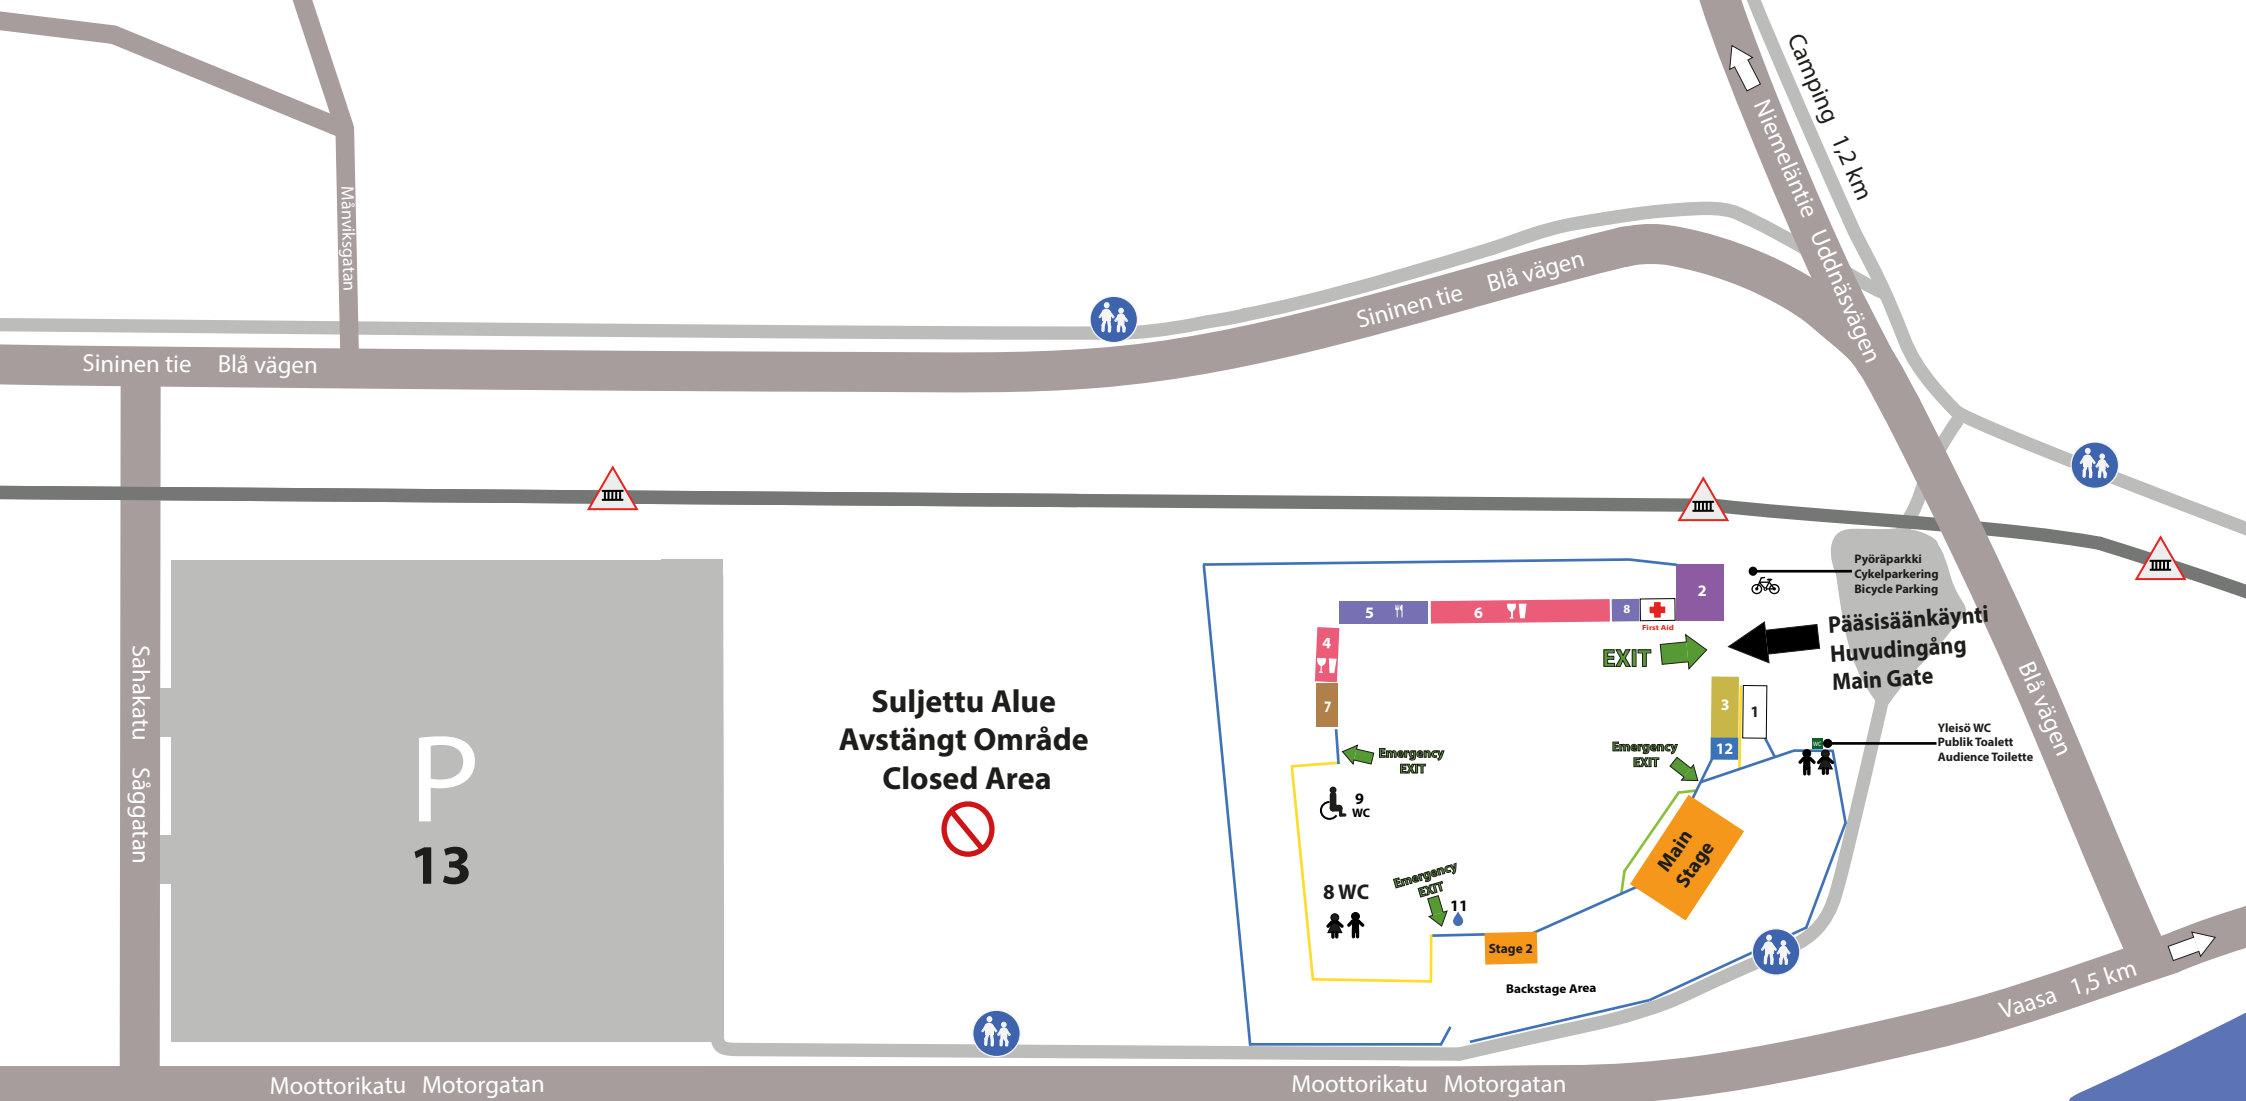 Camping 1,2 km
Niemeläntie Uddnäsvägen
Månviksgatan
Sininen tie Blå vägen
Sininen tie Blå vägen
Pyöräparkki
Cykelparkering
Bicycle Parking
2
5
6
8
First Aid
Pääsisäänkäynti
Huvudingång
Main Gate
4
EXIT
Sahakatu Såggatan
Suljettu Alue
Avstängt Område
Closed Area
7
3
1
12
Blå vägen
Yleisö WC
Publik Toalett
Audience Toilette
WC
Emergency
EXIT
Emergency
EXIT
P
13
9
WC
Main
Stage
8 WC
Emergency
EXIT
11
Stage 2
Backstage Area
Vaasa 1,5 km
Moottorikatu Motorgatan
Moottorikatu Motorgatan